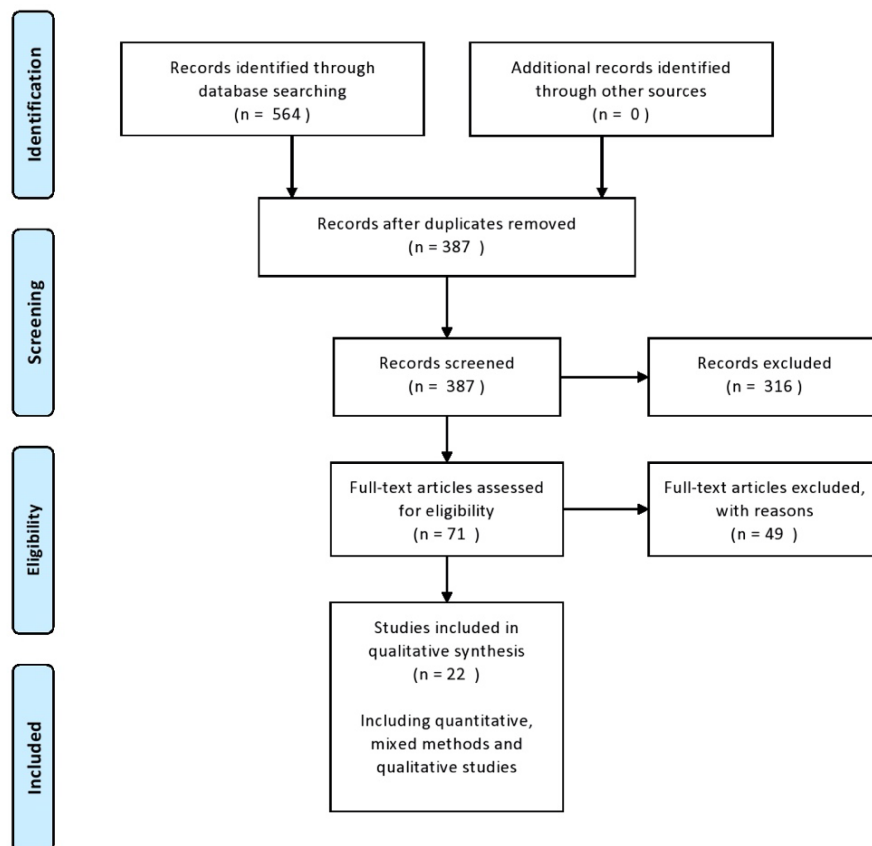 Identification
Records identified through
database searching
(n = 564 )
Additional records identified
through other sources
(n = 0 )
Records after duplicates removed
(n = 387 )
Screening
Records screened
(n = 387 )
Records excluded
(n = 316 )
Eligibility
Full-text articles assessed
for eligibility
(n = 71 )
Full-text articles excluded,
with reasons
(n = 49 )
Included
Studies included in
qualitative synthesis
(n = 22 )
Including quantitative,
mixed methods and
qualitative studies